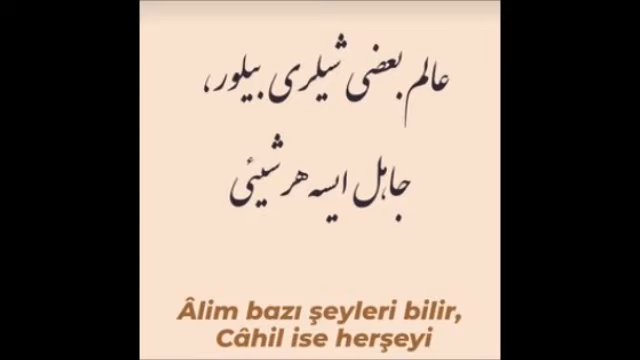 عالم بعضی شیلری بیلور،
جاهل ایسه هر شیئی
Âlim bazı şeyleri bilir,
Câhil ise herşeyi